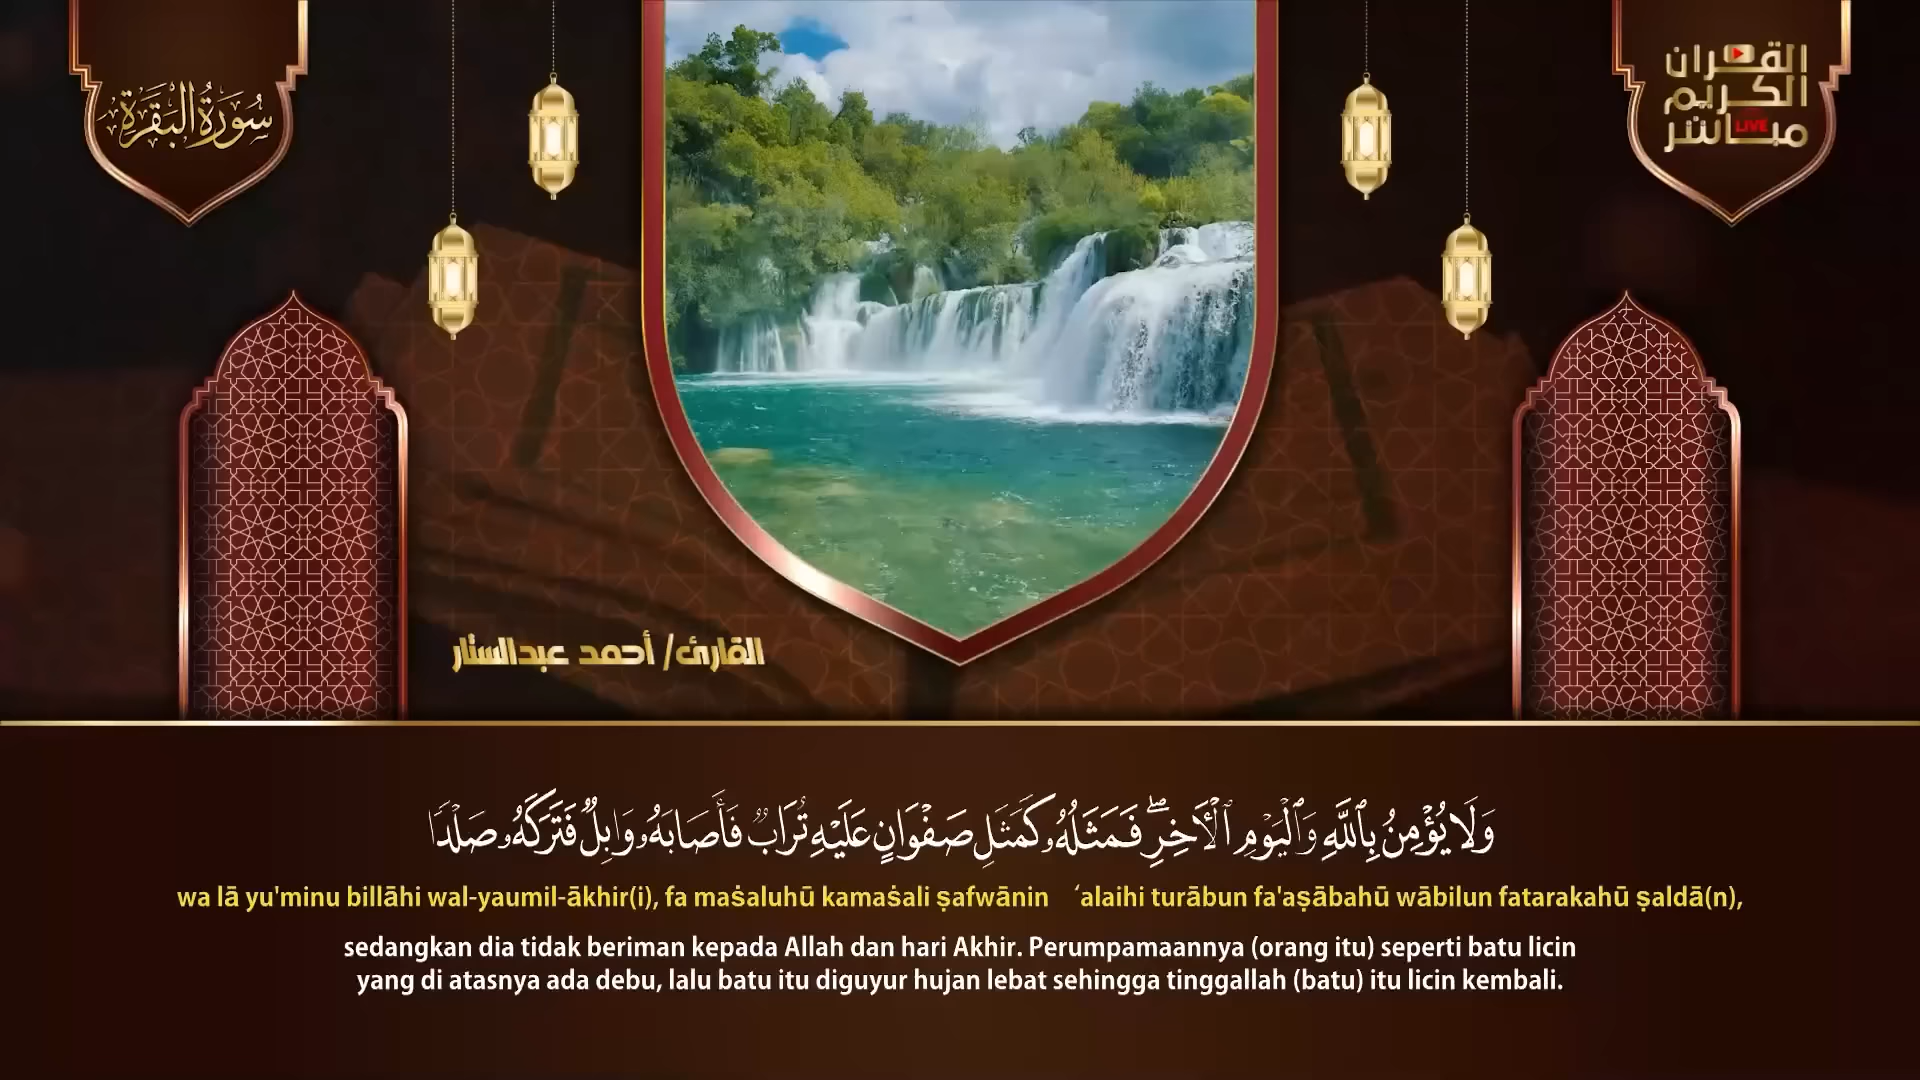 سُورَةُ البَقَرَةِ
القرآن
الكريم
مباشر
LIVE
القارئ/ أحمد عبدالستار
وَلَا يُؤْمِنُ بِٱللَّهِ وَٱلْيَوْمِ ٱلْأَخِرِۖ فَمَثَلُهُۥ كَمَثَلِ صَفْوَانٍ عَلَيْهِ تُرَابٌ فَأَصَابَهُۥ وَابِلٌ فَتَرَكَهُۥ صَلْدًا
wa lā yu'minu billāhi wal-yaumil-ākhir(i), fa maṡaluhū kamaṡali ṣafwānin ‘alaihi turābun fa'aṣābahū wābilun fatarakahū ṣaldā(n),
sedangkan dia tidak beriman kepada Allah dan hari Akhir. Perumpamaannya (orang itu) seperti batu licin
yang di atasnya ada debu, lalu batu itu diguyur hujan lebat sehingga tinggallah (batu) itu licin kembali.